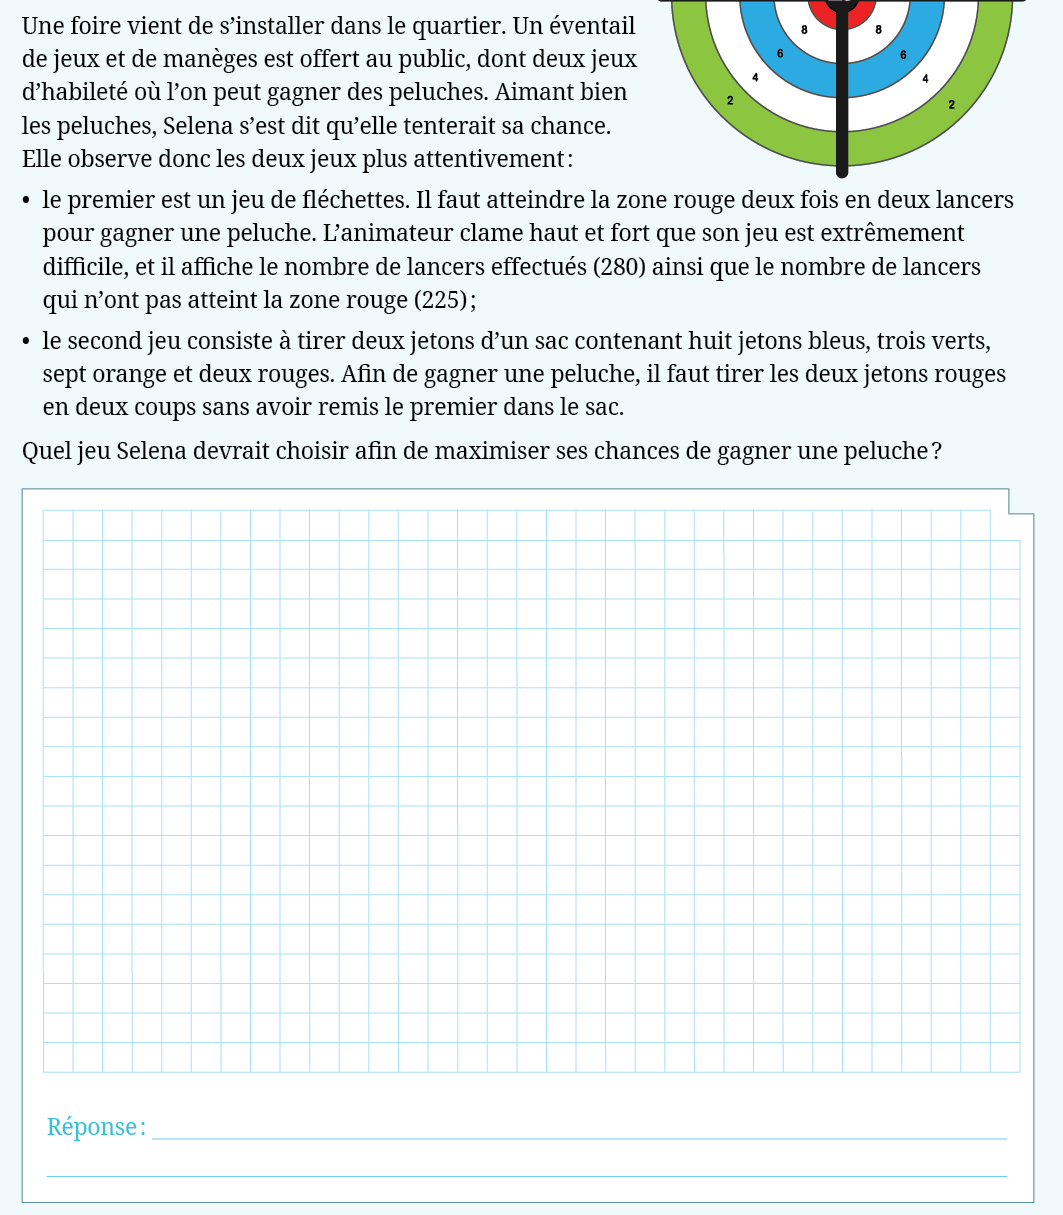 Une foire vient de s’installer dans le quartier. Un éventail
de jeux et de manèges est offert au public, dont deux jeux
d’habileté où l’on peut gagner des peluches. Aimant bien
les peluches, Selena s’est dit qu’elle tenterait sa chance.
Elle observe donc les deux jeux plus attentivement :
8 8
6 6
4 4
2 2
• le premier est un jeu de fléchettes. Il faut atteindre la zone rouge deux fois en deux lancers
pour gagner une peluche. L’animateur clame haut et fort que son jeu est extrêmement
difficile, et il affiche le nombre de lancers effectués (280) ainsi que le nombre de lancers
qui n’ont pas atteint la zone rouge (225) ;
• le second jeu consiste à tirer deux jetons d’un sac contenant huit jetons bleus, trois verts,
sept orange et deux rouges. Afin de gagner une peluche, il faut tirer les deux jetons rouges
en deux coups sans avoir remis le premier dans le sac.
Quel jeu Selena devrait choisir afin de maximiser ses chances de gagner une peluche ?
Réponse :